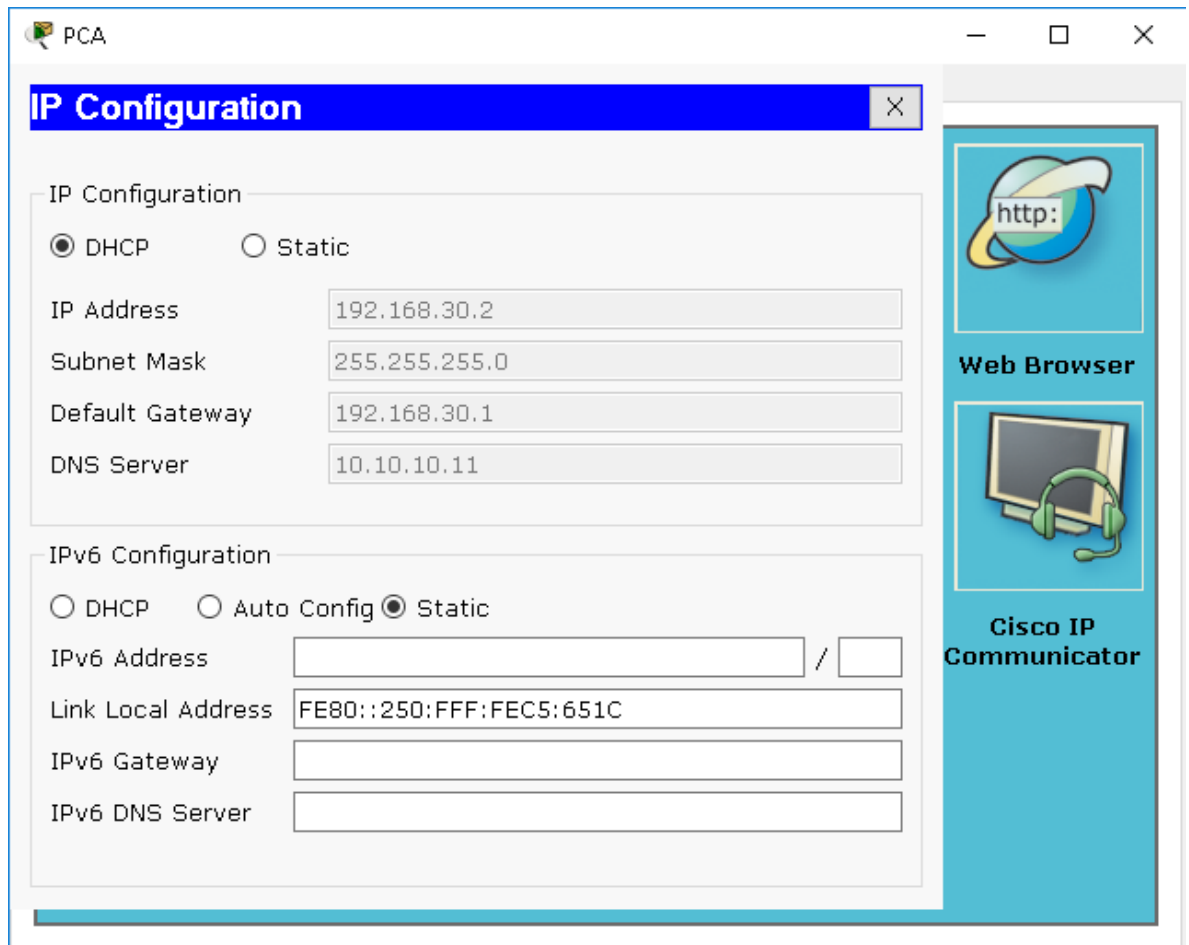 PCA
IP Configuration
X
IP Configuration
DHCP Static
IP Address 192.168.30.2
Subnet Mask 255.255.255.0
Default Gateway 192.168.30.1
DNS Server 10.10.10.11
IPv6 Configuration
DHCP Auto Config Static
IPv6 Address /
Link Local Address FE80::250:FFF:FEC5:651C
IPv6 Gateway
IPv6 DNS Server
http:
Web Browser
Cisco IP
Communicator